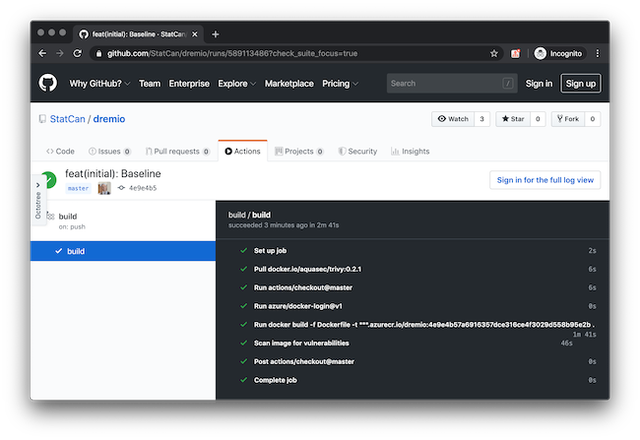 feat(initial): Baseline · StatCan
github.com/StatCan/dremio/runs/589113486?check_suite_focus=true
Incognito
Why GitHub?
Team
Enterprise
Explore
Marketplace
Pricing
Search
/
Sign in
Sign up
StatCan / dremio
Watch 3
Star 0
Fork 0
Code
Issues 0
Pull requests 0
Actions
Projects 0
Security
Insights
feat(initial): Baseline
master
4e9e4b5
Sign in for the full log view
Octotree
build
on: push
build
build / build
succeeded 3 minutes ago in 2m 41s
Set up job 2s
Pull docker.io/aquasec/trivy:0.2.1 6s
Run actions/checkout@master 6s
Run azure/docker-login@v1 0s
Run docker build -f Dockerfile -t ***.azurecr.io/dremio:4e9e4b57a6916357dce316ce4f3029d558b95e2b .
1m 41s
Scan image for vulnerabilities 46s
Post actions/checkout@master 0s
Complete job 0s